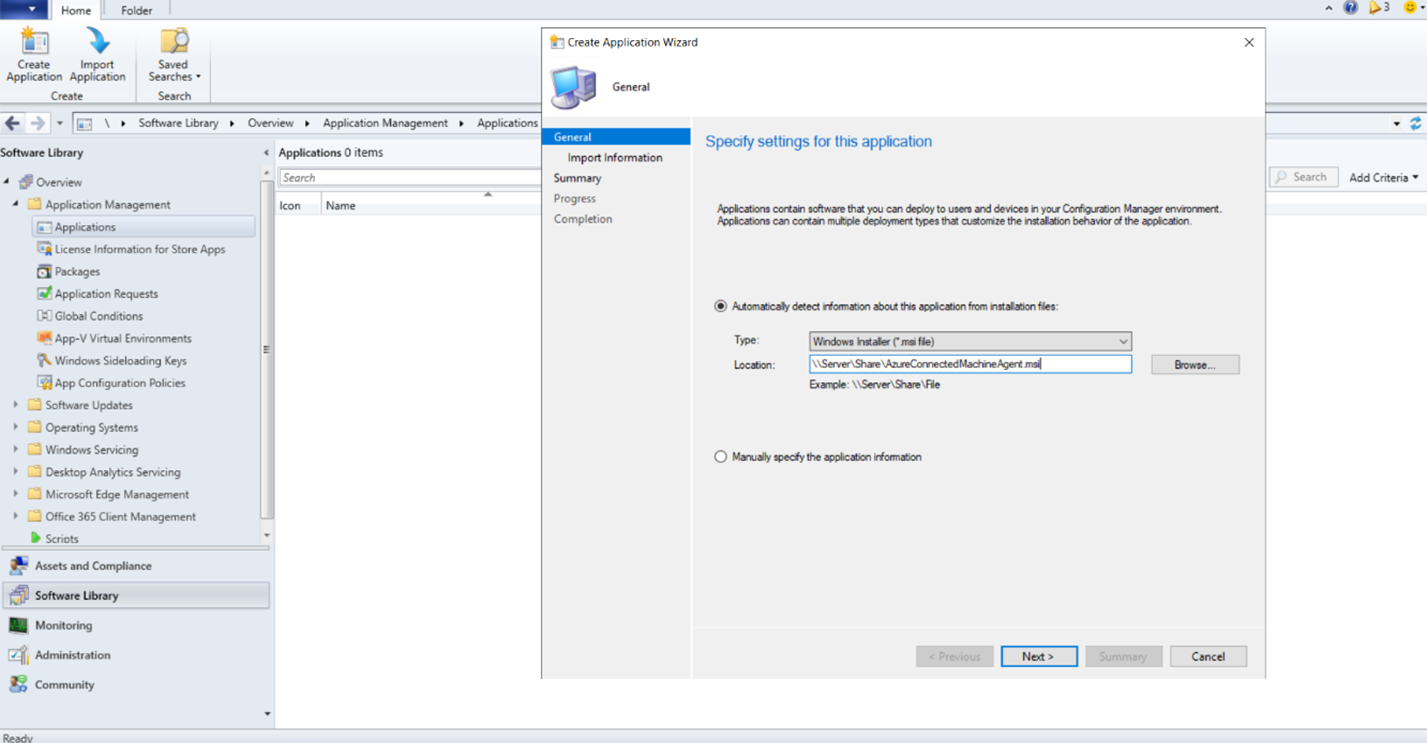 Home Folder
3
Create Application
Import Application
Saved Searches
Create
Search
\ Software Library Overview Application Management Applications
Software Library
Overview
Application Management
Applications
License Information for Store Apps
Packages
Application Requests
Global Conditions
App-V Virtual Environments
Windows Sideloading Keys
App Configuration Policies
Software Updates
Operating Systems
Windows Servicing
Desktop Analytics Servicing
Microsoft Edge Management
Office 365 Client Management
Scripts
Assets and Compliance
Software Library
Monitoring
Administration
Community
Ready
Applications 0 items
Search
Icon Name
Search Add Criteria
Create Application Wizard
General
General
Import Information
Summary
Progress
Completion
Specify settings for this application
Applications contain software that you can deploy to users and devices in your Configuration Manager environment.
Applications can contain multiple deployment types that customize the installation behavior of the application.
Automatically detect information about this application from installation files:
Type: Windows Installer (*.msi file)
Location: \\Server\Share\AzureConnectedMachineAgent.msi Browse...
Example: \\Server\Share\File
Manually specify the application information
< Previous Next > Summary Cancel